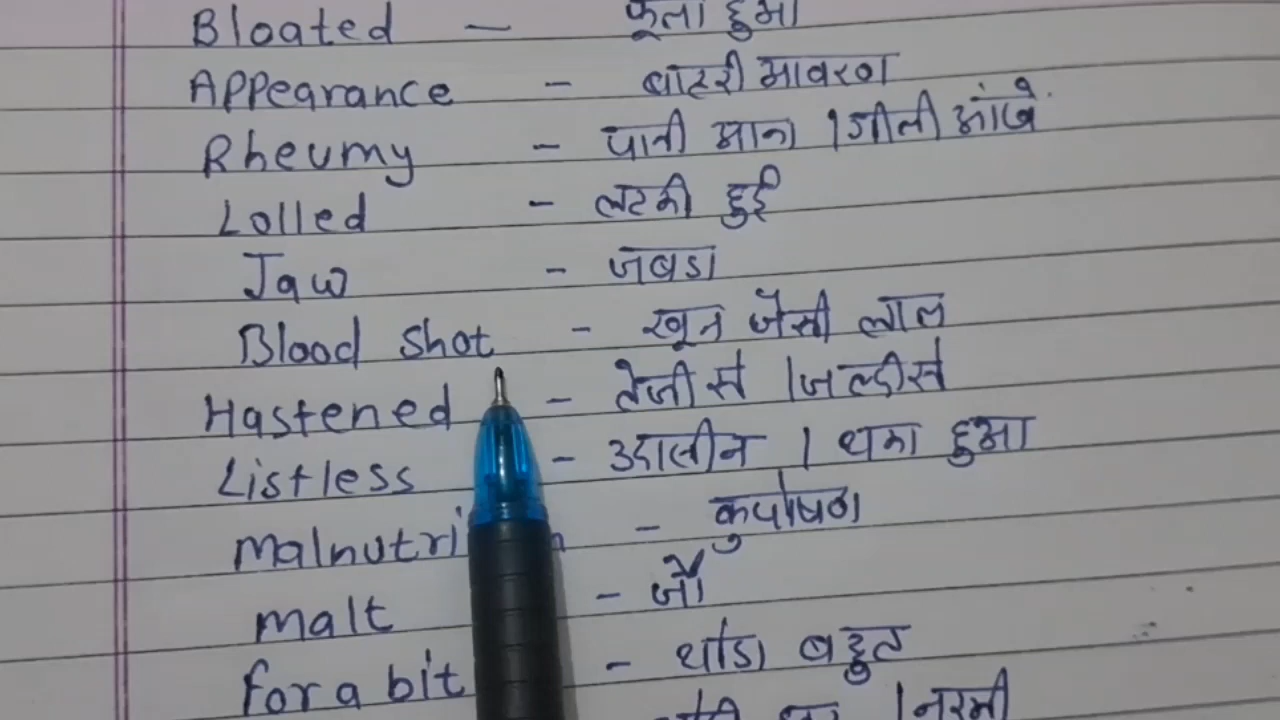 Bloated — फूला हुआ
Appearance - बाहरी आवरण
Rheumy - पानी आना / गीली आंखें
Lolled - लटकी हुई
Jaw - जबडा
Blood shot - खून जैसी लाल
Hastened - तेजी से / जल्दी से
Listless - उदासीन / थका हुआ
- कुपोषण
malt - जौ
for a bit - थोडा बहुत
/ नरमी